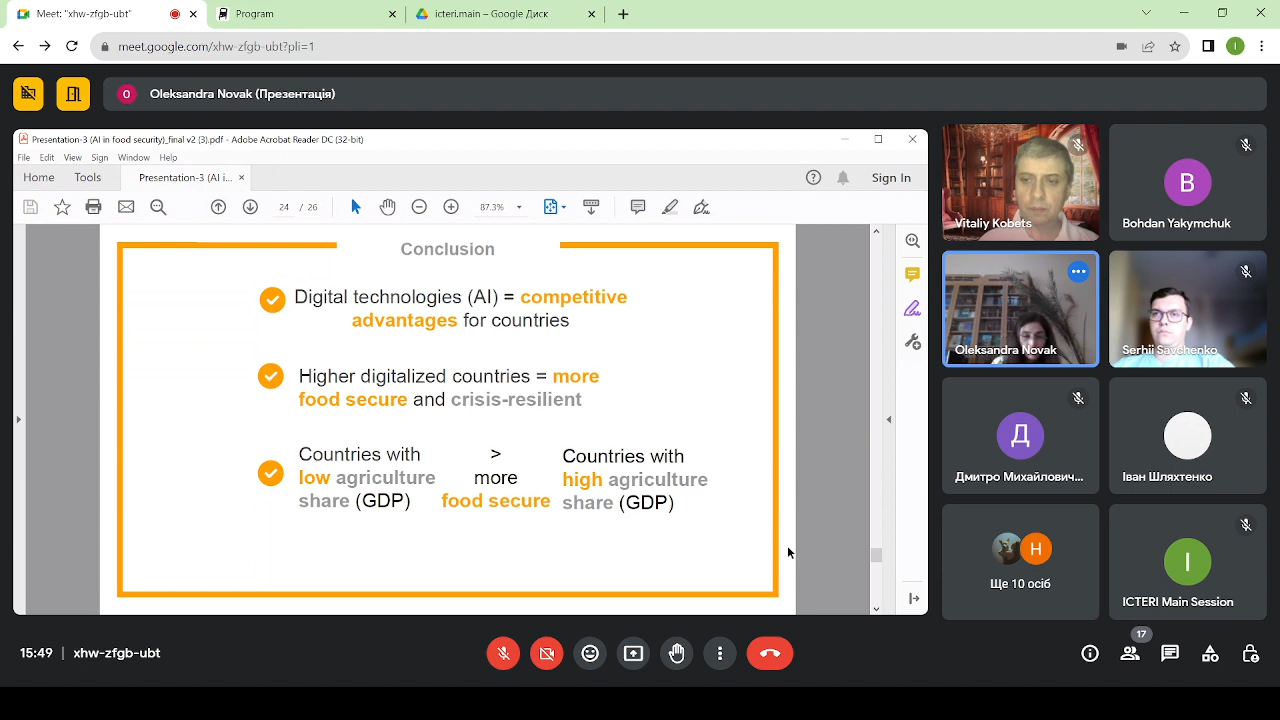 Meet: "xhw-zfgb-ubt"
Program
icteri.main – Google Диск
meet.google.com/xhw-zfgb-ubt?pli=1
I
O
Oleksandra Novak (Презентація)
Presentation-3 (AI in food security)_final v2 (3).pdf - Adobe Acrobat Reader DC (32-bit)
File Edit View Sign Window Help
Home Tools Presentation-3 (AI i... Sign In
24 / 26 87.3%
Conclusion
Digital technologies (AI) = competitive
advantages for countries
Higher digitalized countries = more
food secure and crisis-resilient
Countries with
low agriculture
share (GDP)
>
more
food secure
Countries with
high agriculture
share (GDP)
Vitaliy Kobets
B
Bohdan Yakymchuk
Oleksandra Novak
Serhii Savchenko
Д
Дмитро Михайлович...
Іван Шляхтенко
Н
Ще 10 осіб
I
ICTERI Main Session
15:49 | xhw-zfgb-ubt
17